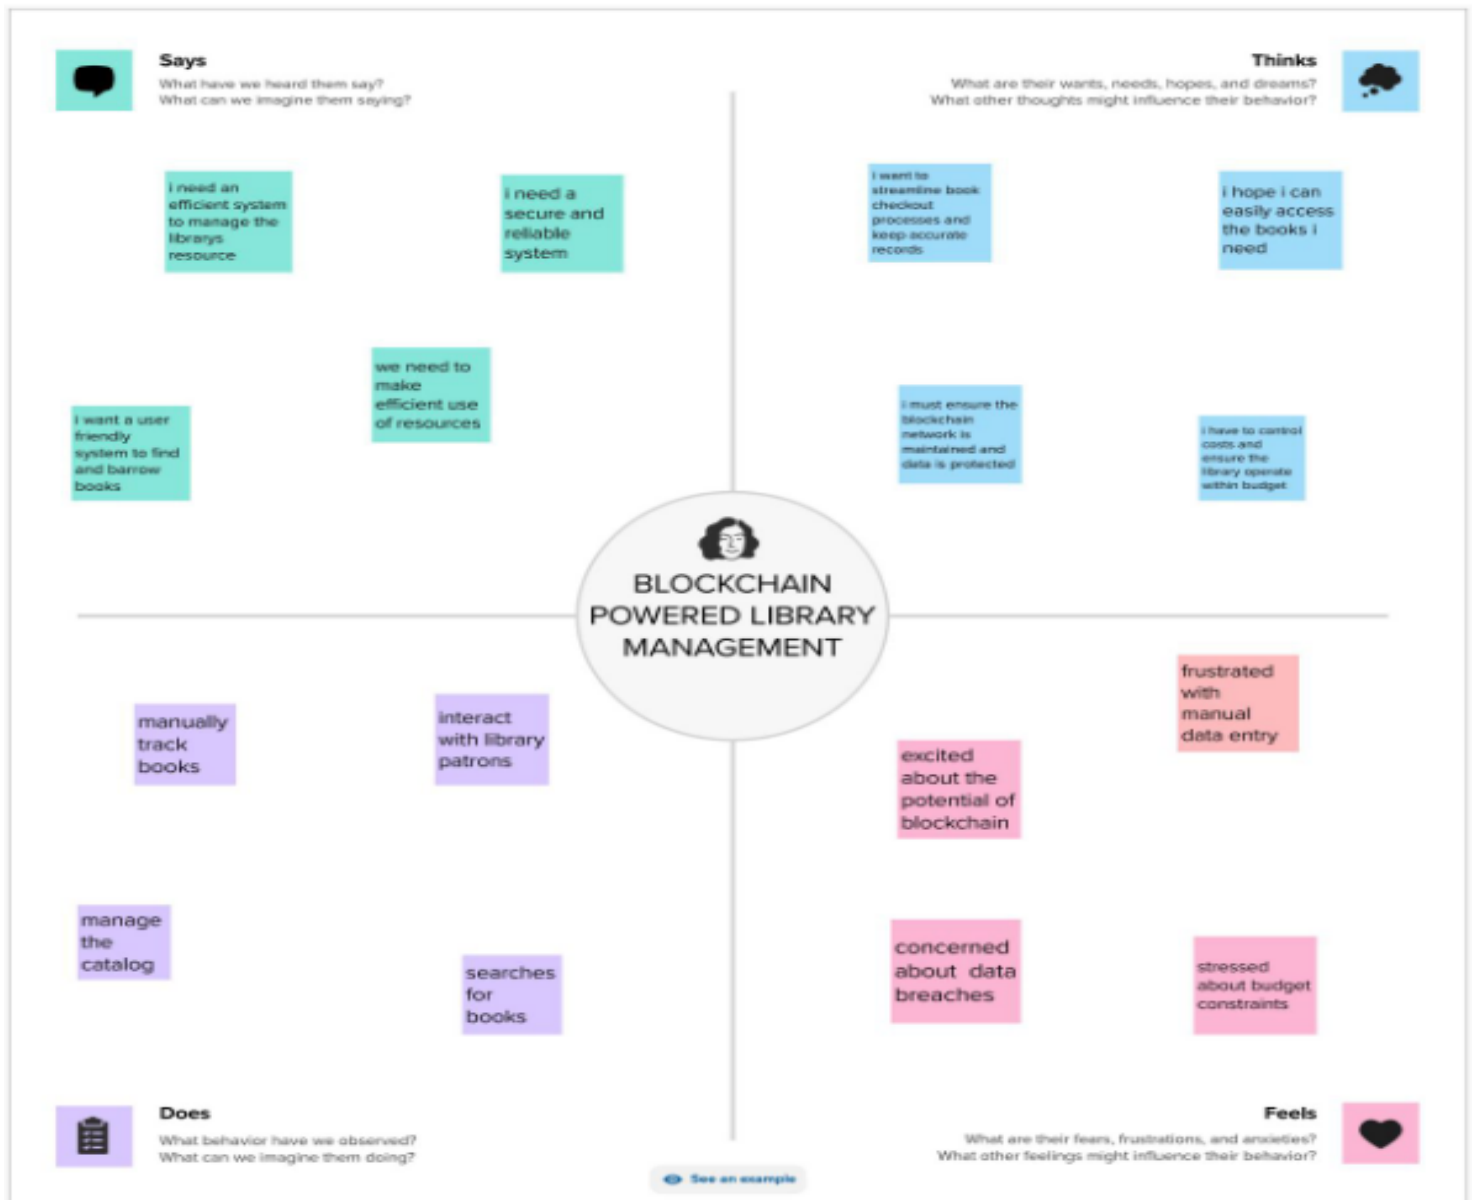 Says
What have we heard them say?
What can we imagine them saying?
Thinks
What are their wants, needs, hopes, and dreams?
What other thoughts might influence their behavior?
i need an
efficient system
to manage the
librarys
resource
i need a
secure and
reliable
system
we need to
make
efficient use
of resources
i want a user
friendly
system to find
and barrow
books
i want to
streamline book
checkout
processes and
keep accurate
records
i hope i can
easily access
the books i
need
i must ensure the
blockchain
network is
maintained and
data is protected
i have to control
costs and
ensure the
library operate
within budget
BLOCKCHAIN
POWERED LIBRARY
MANAGEMENT
manually
track
books
interact
with library
patrons
manage
the
catalog
searches
for
books
frustrated
with
manual
data entry
excited
about the
potential of
blockchain
concerned
about data
breaches
stressed
about budget
constraints
Does
What behavior have we observed?
What can we imagine them doing?
Feels
What are their fears, frustrations, and anxieties?
What other feelings might influence their behavior?
See an example